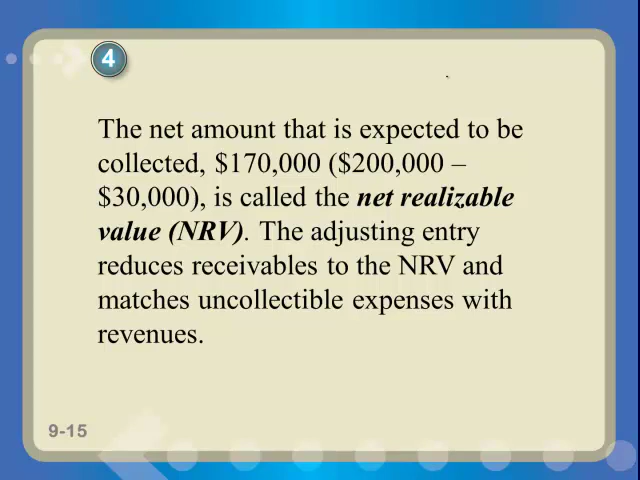 4
The net amount that is expected to be
collected, $170,000 ($200,000 –
$30,000), is called the net realizable
value (NRV). The adjusting entry
reduces receivables to the NRV and
matches uncollectible expenses with
revenues.
9-15